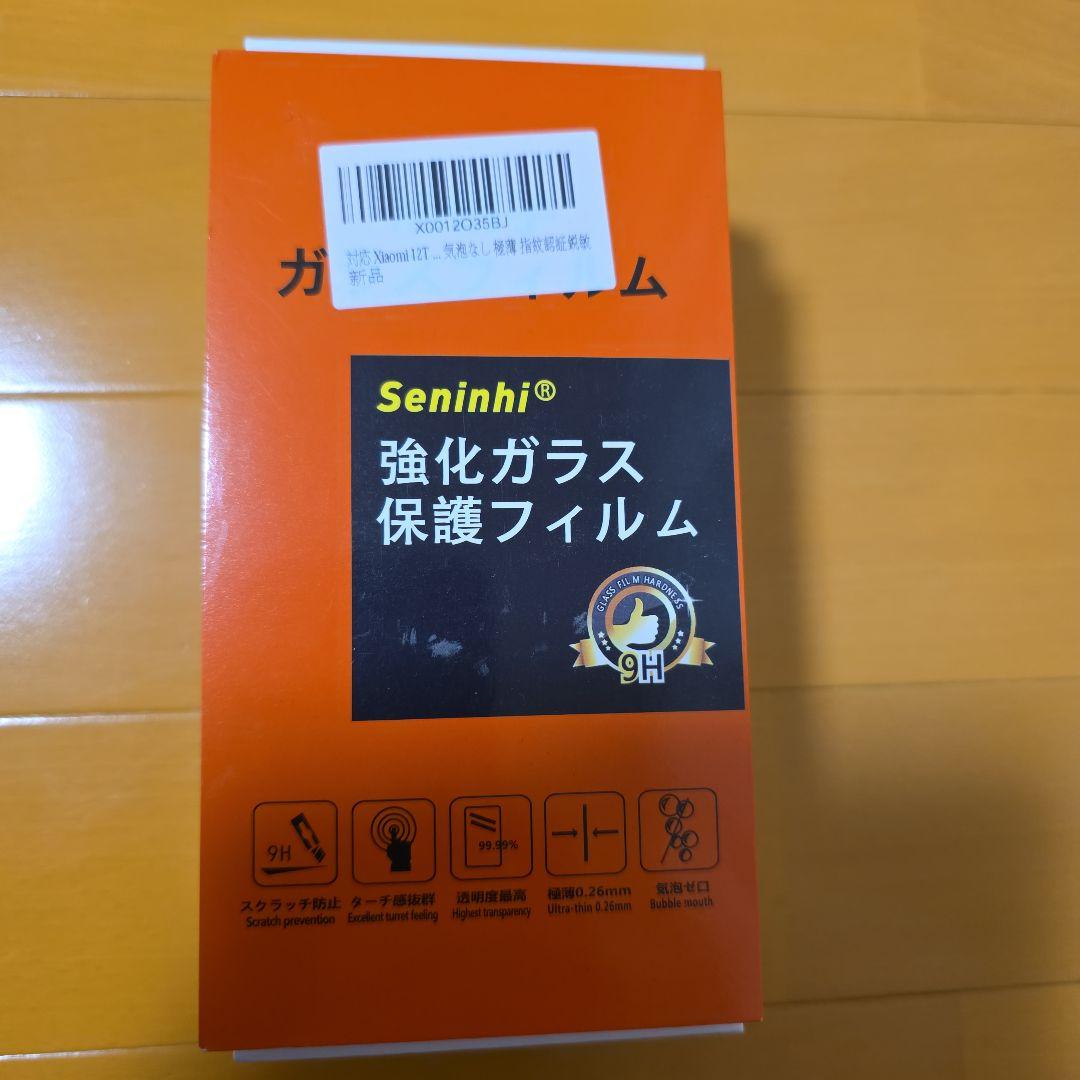 X0012O35BJ
対応 Xiaomi 12T ... 気泡なし 極薄 指紋認証鋭敏
新品
ガ フィルム
Seninhi®
強化ガラス
保護フィルム
GLASS FILM HARDNESS
9H
9H
99.99%
スクラッチ防止
Scratch prevention
ターチ感抜群
Excellent turret feeling
透明度最高
Highest transparency
極薄0.26mm
Ultra-thin 0.26mm
気泡ゼロ
Bubble mouth